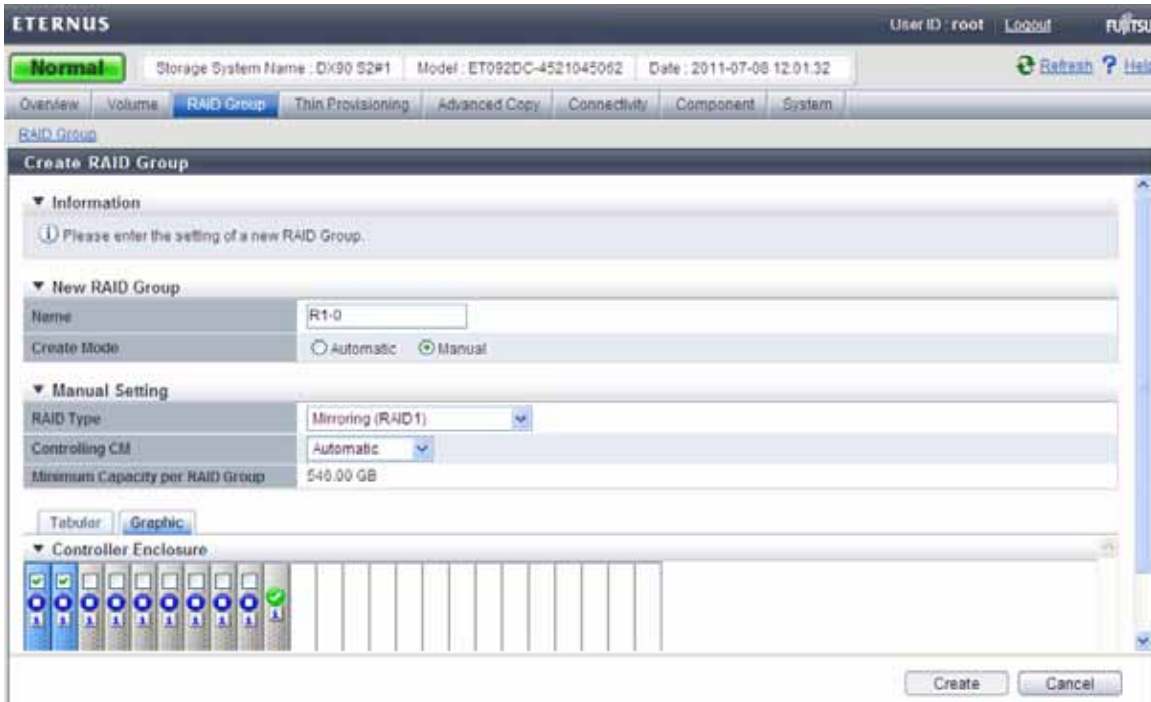 ETERNUS User ID : root Logout FUJITSU
Normal Storage System Name : DX90 S2#1 Model : ET092DC-4521045062 Date : 2011-07-08 12:01:32 Refresh ? Help
Overview Volume RAID Group Thin Provisioning Advanced Copy Connectivity Component System
RAID Group
Create RAID Group
▼ Information
Please enter the setting of a new RAID Group.
▼ New RAID Group
Name R1-0
Create Mode Automatic Manual
▼ Manual Setting
RAID Type Mirroring (RAID1)
Controlling CM Automatic
Minimum Capacity per RAID Group 546.00 GB
Tabular Graphic
▼ Controller Enclosure
Create Cancel